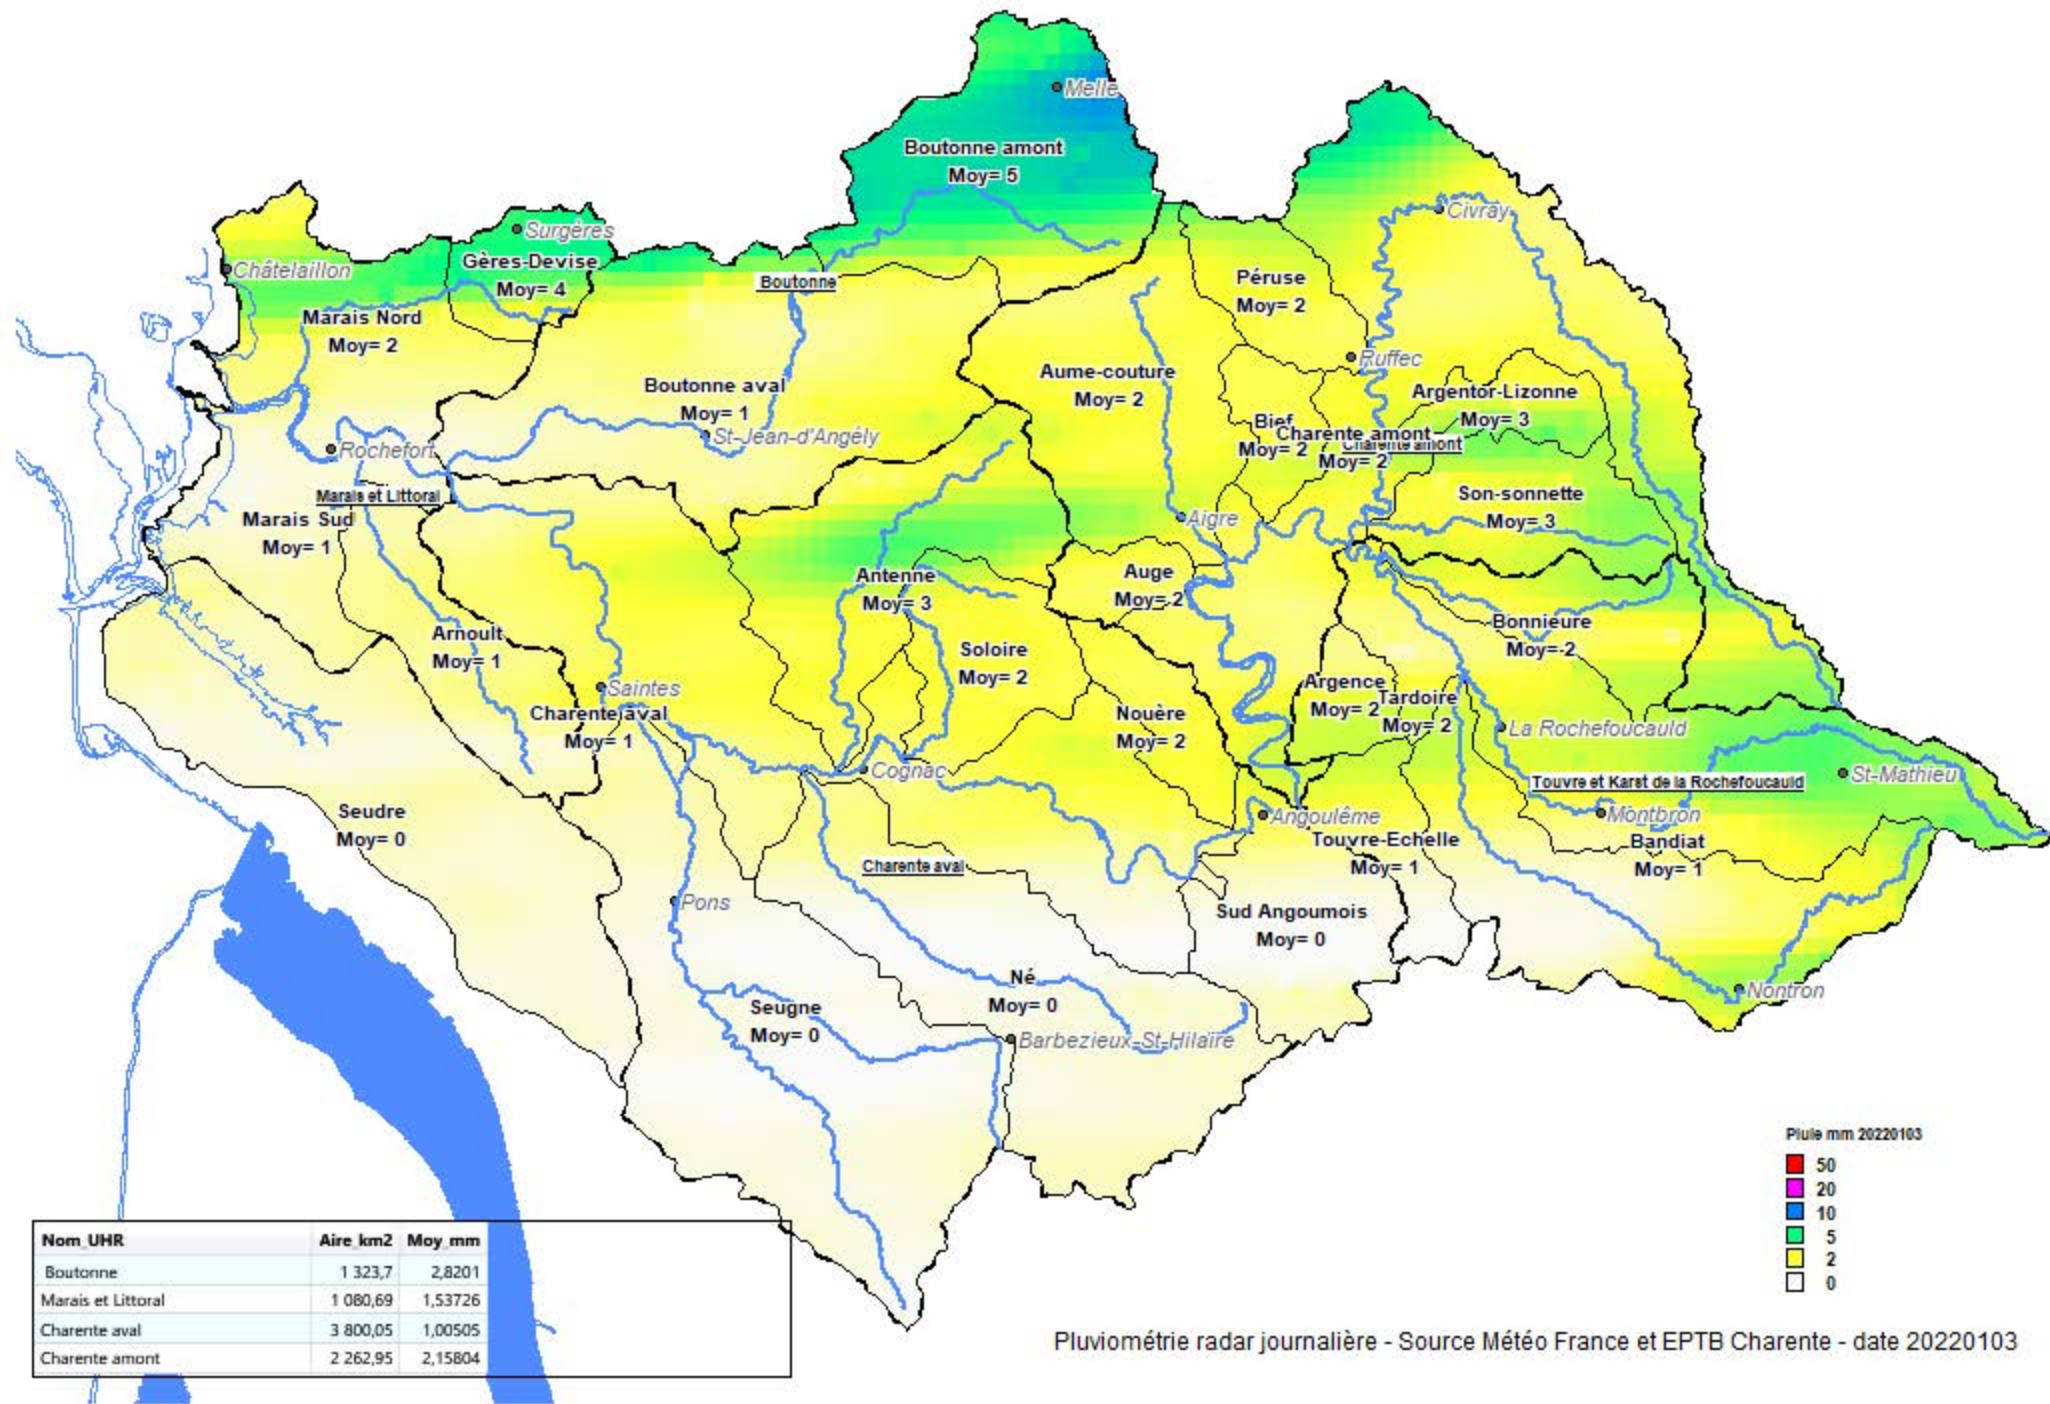 Melle
Boutonne amont
Moy= 5
Civray
Surgères
Châtelaillon
Gères-Devise
Moy= 4
Boutonne
Péruse
Moy= 2
Marais Nord
Moy= 2
Ruffec
Aume-couture
Moy= 2
Boutonne aval
Moy= 1
Argentor-Lizonne
Moy= 3
Bief
Moy= 2
Charente amont
Moy= 2
Charente amont
St-Jean-d'Angély
Rochefort
Marais et Littoral
Son-sonnette
Moy= 3
Marais Sud
Moy= 1
Aigre
Antenne
Moy= 3
Auge
Moy= 2
Bonnieure
Moy= 2
Arnoult
Moy= 1
Soloire
Moy= 2
Saintes
Argence
Moy= 2
Tardoire
Moy= 2
Charente aval
Moy= 1
Nouère
Moy= 2
La Rochefoucauld
Cognac
Touvre et Karst de la Rochefoucauld
St-Mathieu
Seudre
Moy= 0
Angoulême
Montbron
Touvre-Echelle
Moy= 1
Bandiat
Moy= 1
Charente aval
Pons
Sud Angoumois
Moy= 0
Né
Moy= 0
Nontron
Seugne
Moy= 0
Barbezieux-St-Hilaire
Pluie mm 20220103
50
20
10
5
2
0
Nom_UHR Aire_km2 Moy_mm
Boutonne 1 323,7 2,8201
Marais et Littoral 1 080,69 1,53726
Charente aval 3 800,05 1,00505
Charente amont 2 262,95 2,15804
Pluviométrie radar journalière - Source Météo France et EPTB Charente - date 20220103